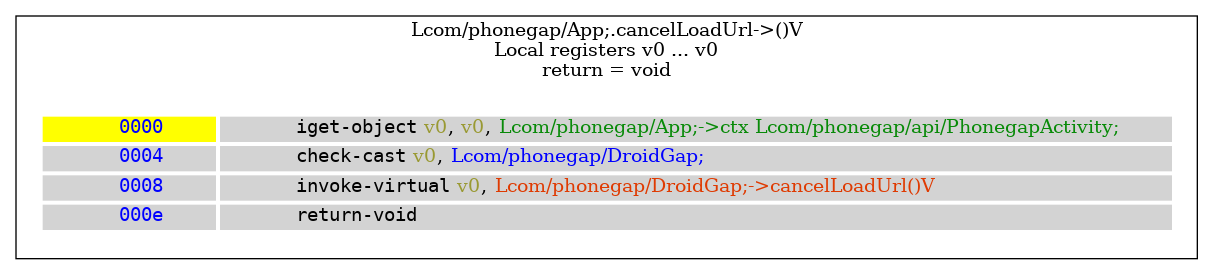 Lcom/phonegap/App;.cancelLoadUrl->()V
Local registers v0 ... v0
return = void
0000 iget-object v0, v0, Lcom/phonegap/App;->ctx Lcom/phonegap/api/PhonegapActivity;
0004 check-cast v0, Lcom/phonegap/DroidGap;
0008 invoke-virtual v0, Lcom/phonegap/DroidGap;->cancelLoadUrl()V
000e return-void